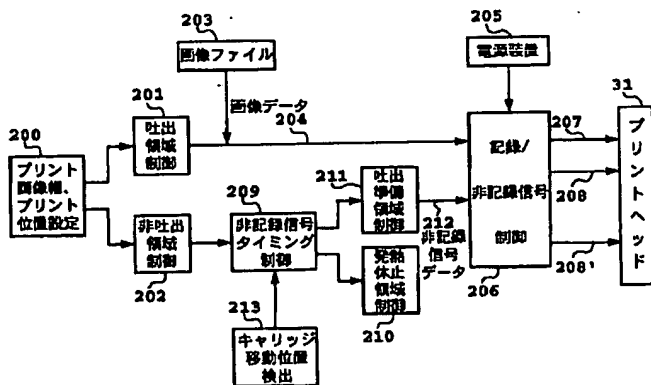 203
画像ファイル
205
電源装置
201
吐出
領域
制御
画像データ
204
31
プリントヘッド
200
プリント
画像幅、
プリント
位置設定
207
記録/
非記録信号
制御
206
208
208'
209
非記録信号
タイミング
制御
211
吐出
準備
領域
制御
212
非記録
信号
データ
非吐出
領域
制御
202
発熱
休止
領域
制御
210
213
キャリッジ
移動位置
検出